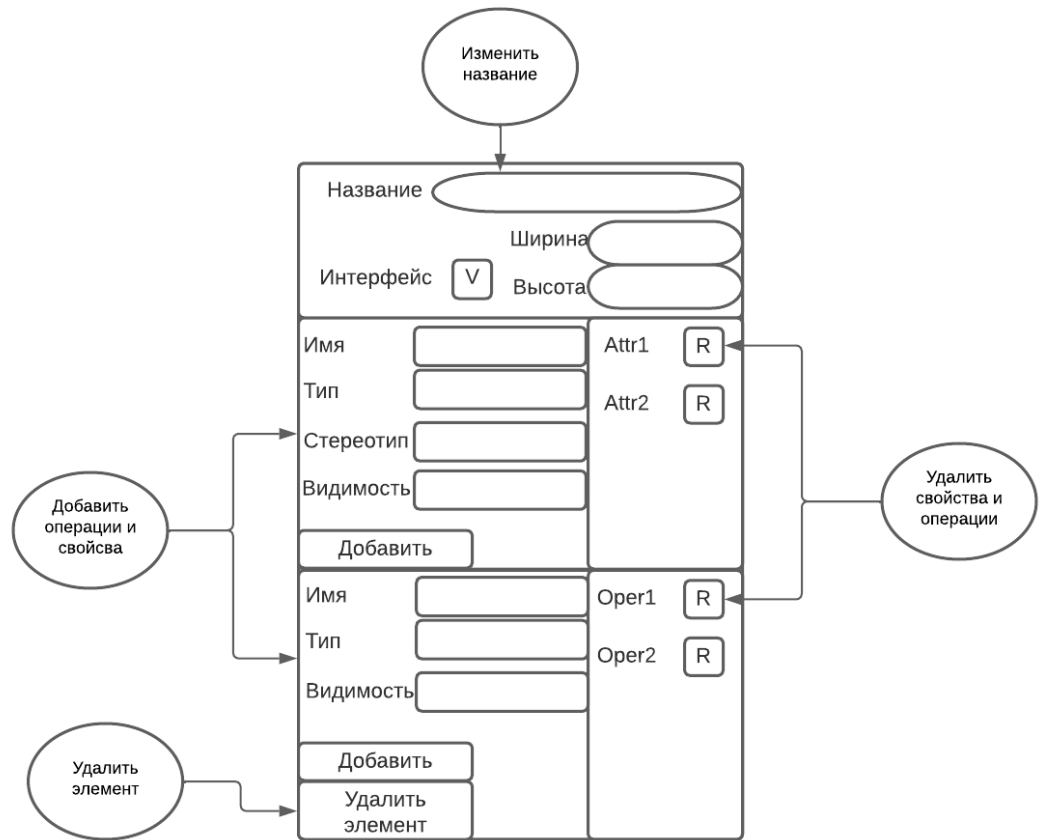 Изменить
название
Название
Ширина
Интерфейс V
Высота
Имя
Attr1 R
Тип
Attr2 R
Стереотип
Видимость
Добавить
Добавить
операции и
свойсва
Удалить
свойства и
операции
Имя
Oper1 R
Тип
Oper2 R
Видимость
Добавить
Удалить
элемент
Удалить
элемент